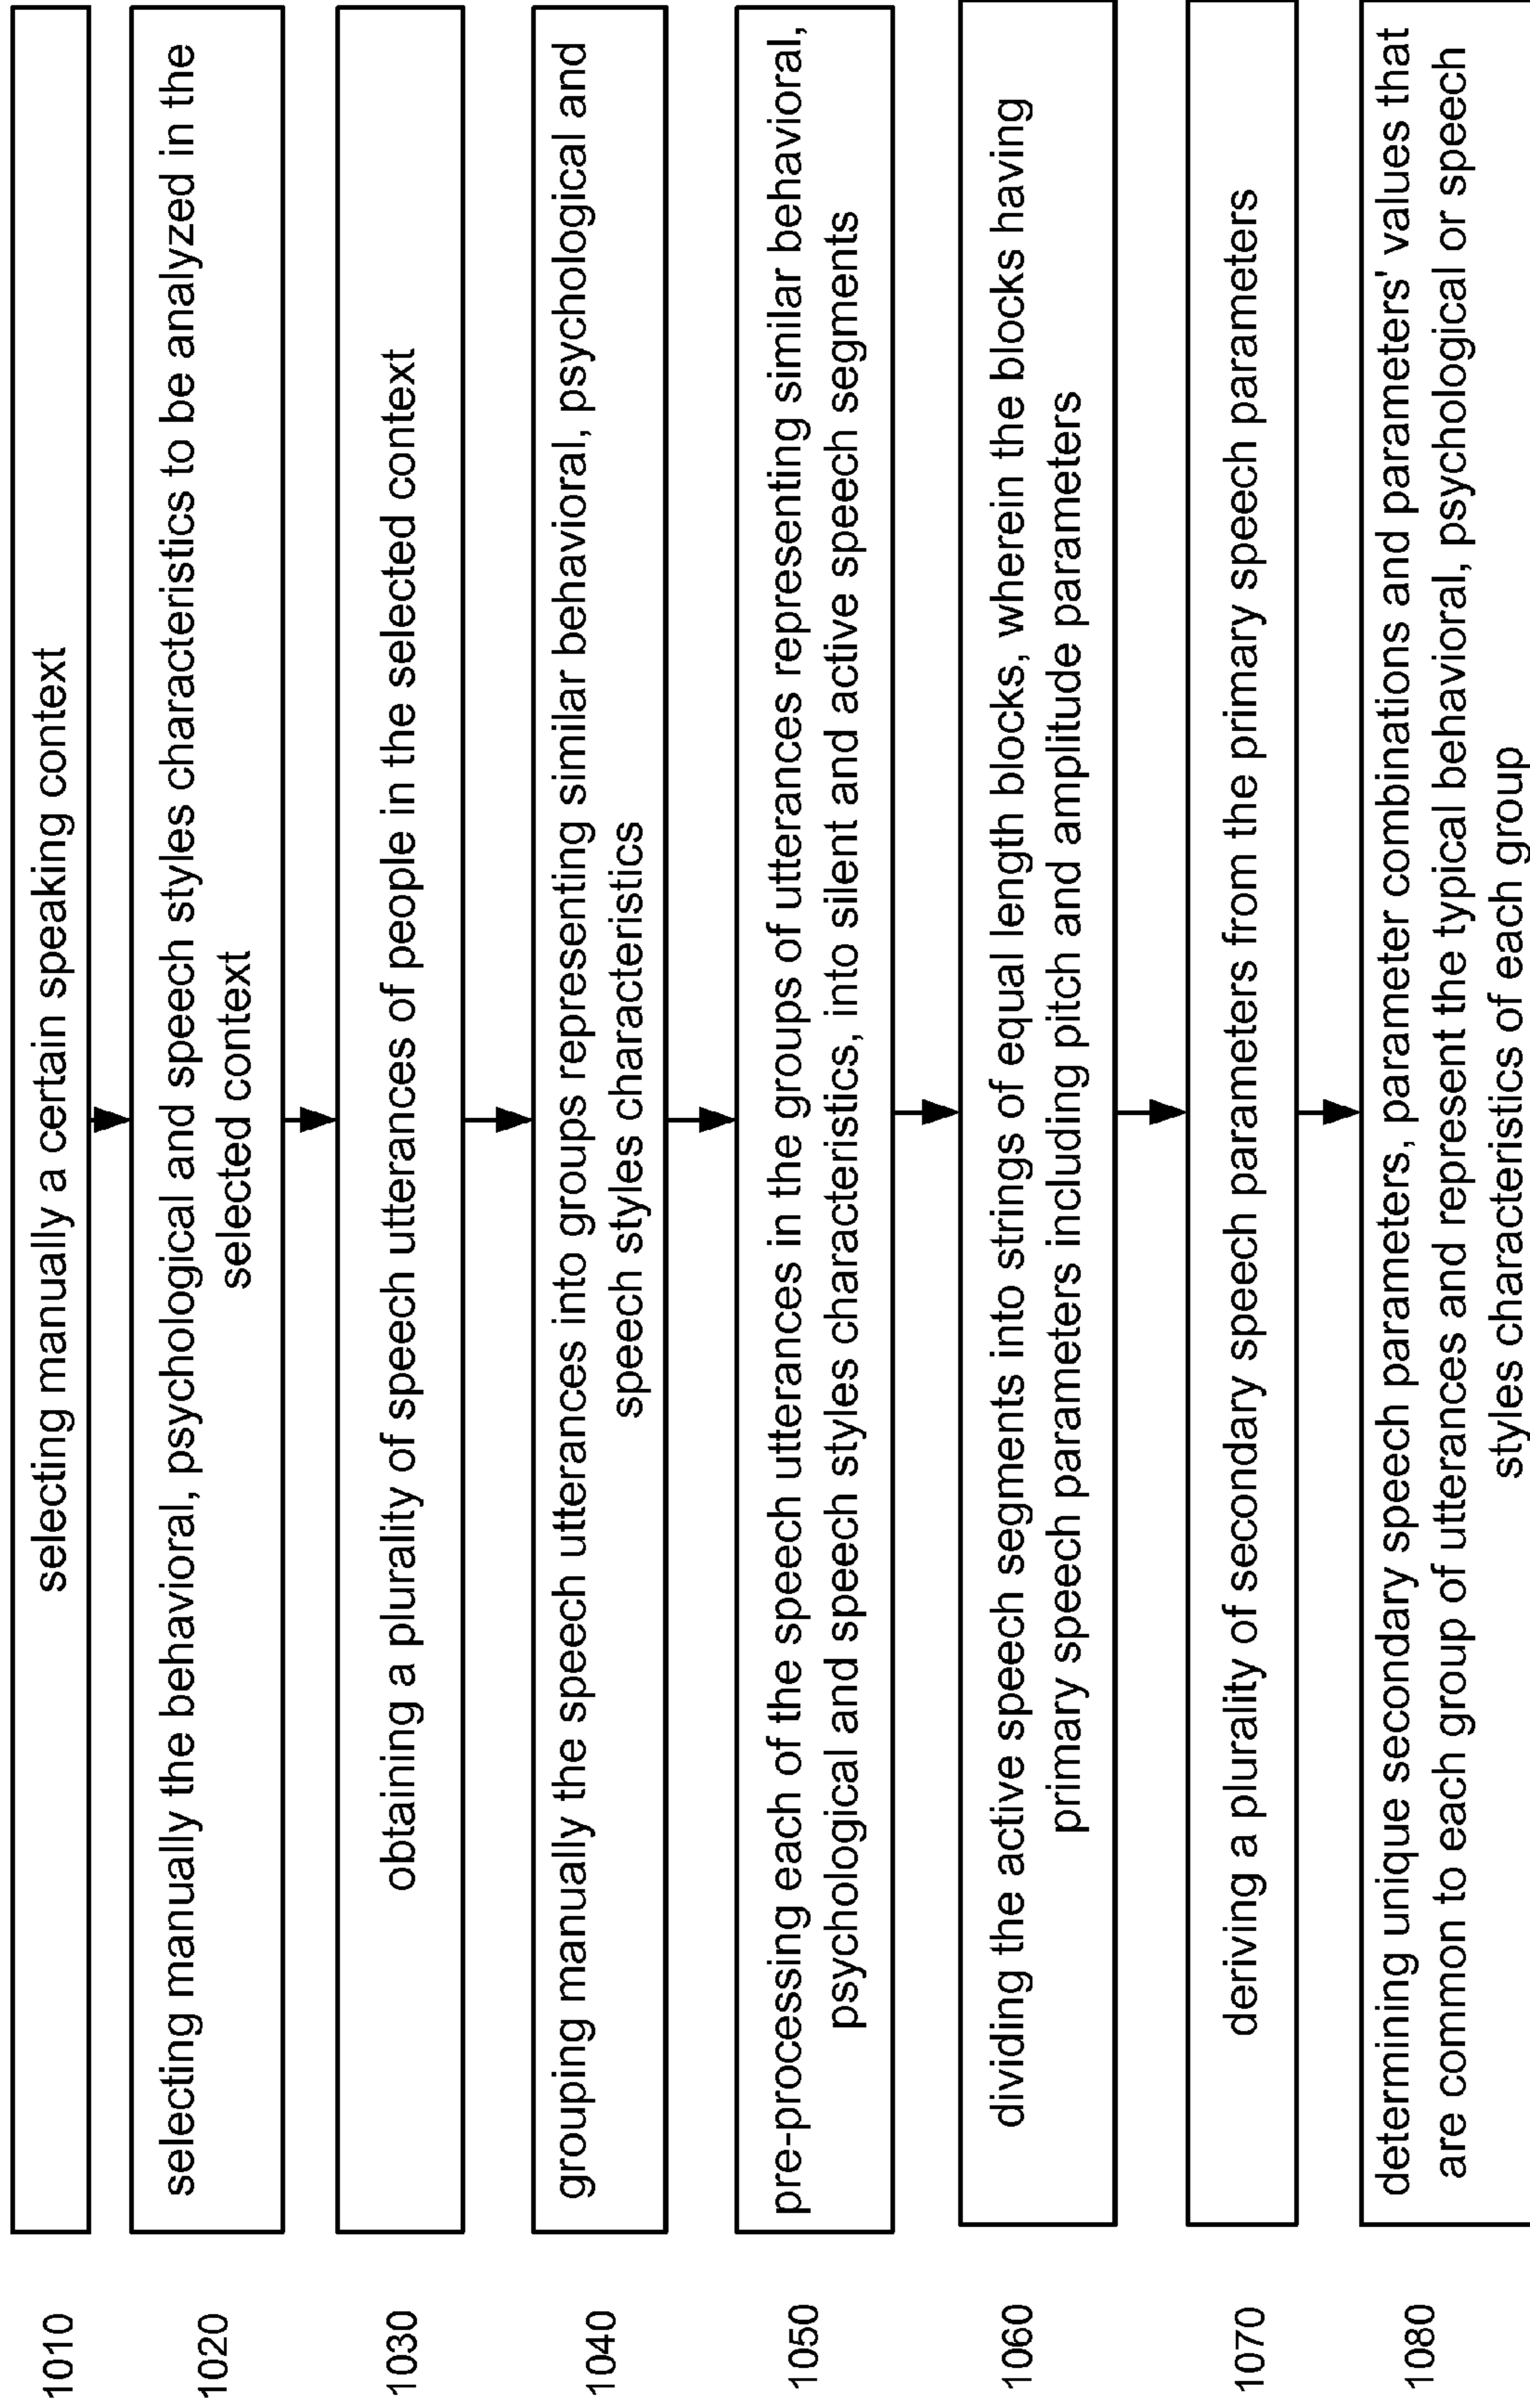 1010
selecting manually a certain speaking context
1020
selecting manually the behavioral, psychological and speech styles characteristics to be analyzed in the
selected context
1030
obtaining a plurality of speech utterances of people in the selected context
1040
grouping manually the speech utterances into groups representing similar behavioral, psychological and
speech styles characteristics
1050
pre-processing each of the speech utterances in the groups of utterances representing similar behavioral,
psychological and speech styles characteristics, into silent and active speech segments
1060
dividing the active speech segments into strings of equal length blocks, wherein the blocks having
primary speech parameters including pitch and amplitude parameters
1070
deriving a plurality of secondary speech parameters from the primary speech parameters
1080
determining unique secondary speech parameters, parameter combinations and parameters' values that
are common to each group of utterances and represent the typical behavioral, psychological or speech
styles characteristics of each group